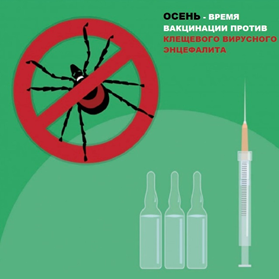 ОСЕНЬ - ВРЕМЯ
ВАКЦИНАЦИИ ПРОТИВ
КЛЕЩЕВОГО ВИРУСНОГО
ЭНЦЕФАЛИТА